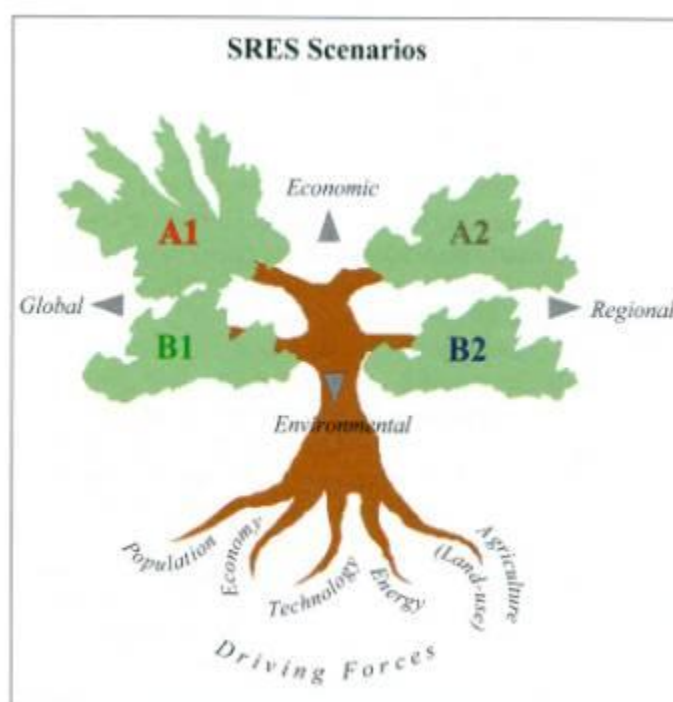 SRES Scenarios
Economic
A1
A2
Global
Regional
B1
B2
Environmental
Population
Economy
Technology
Energy
Agriculture
(Land-use)
Driving Forces